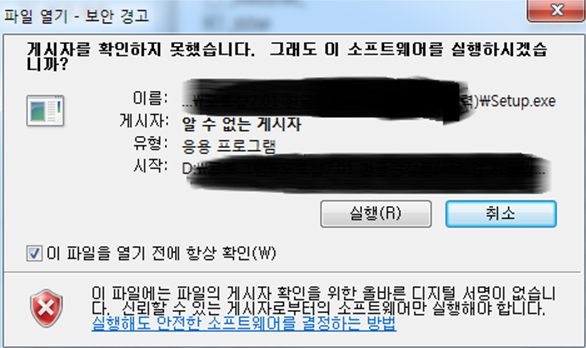 파일 열기 - 보안 경고
게시자를 확인하지 못했습니다. 그래도 이 소프트웨어를 실행하시겠습
니까?
이름: ...₩Setup.exe
게시자: 알 수 없는 게시자
유형: 응용 프로그램
시작: D:₩...
실행(R) 취소
이 파일을 열기 전에 항상 확인(W)
이 파일에는 파일의 게시자 확인을 위한 올바른 디지털 서명이 없습니
다. 신뢰할 수 있는 게시자로부터의 소프트웨어만 실행해야 합니다.
실행해도 안전한 소프트웨어를 결정하는 방법